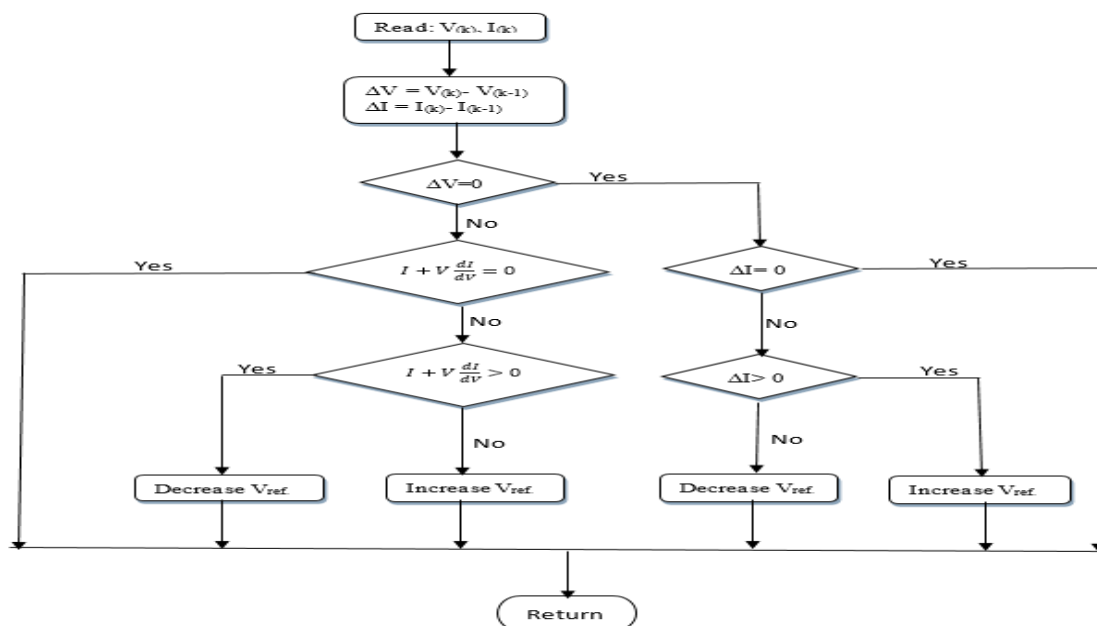 Read: V(k), I(k)
ΔV = V(k)- V(k-1)
ΔI = I(k)- I(k-1)
ΔV=0
Yes
No
I + V dI/dV = 0
Yes
ΔI= 0
Yes
No
No
I + V dI/dV > 0
Yes
ΔI> 0
Yes
No
No
Decrease Vref.
Increase Vref.
Decrease Vref.
Increase Vref.
Return